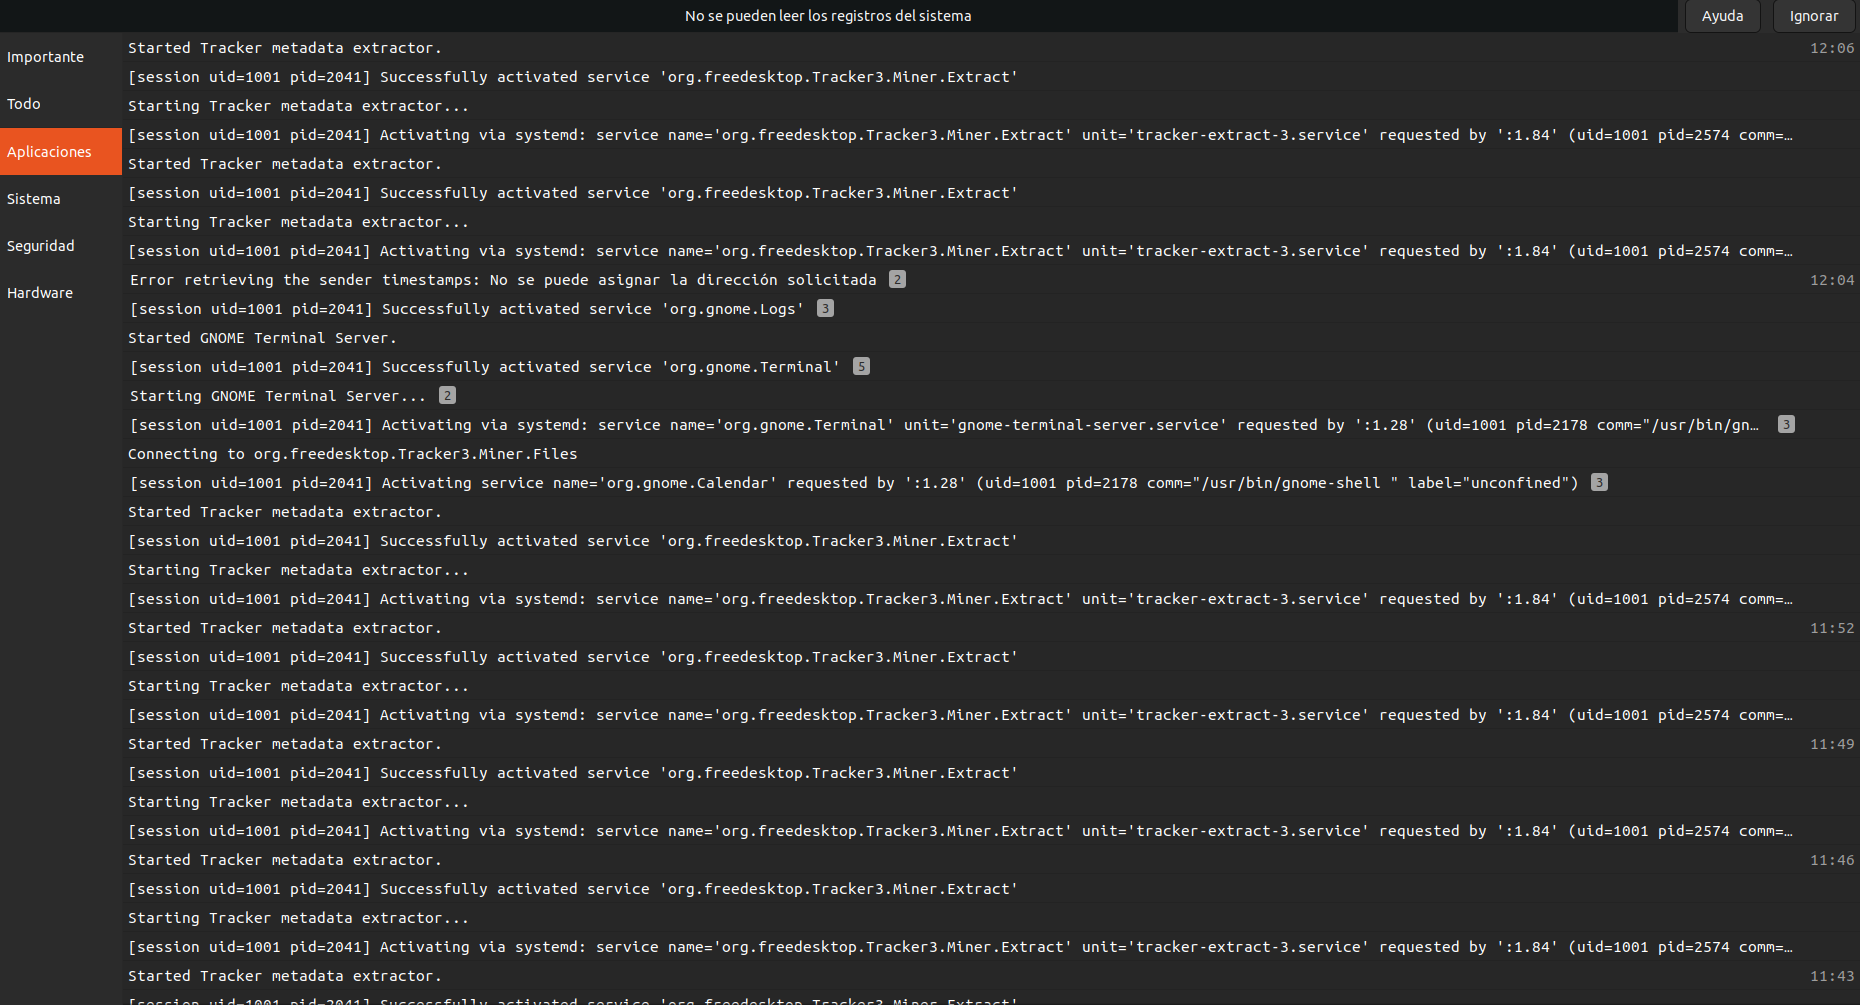 No se pueden leer los registros del sistema
Ayuda
Ignorar
Importante
Todo
Aplicaciones
Sistema
Seguridad
Hardware
Started Tracker metadata extractor. 12:06
[session uid=1001 pid=2041] Successfully activated service 'org.freedesktop.Tracker3.Miner.Extract'
Starting Tracker metadata extractor...
[session uid=1001 pid=2041] Activating via systemd: service name='org.freedesktop.Tracker3.Miner.Extract' unit='tracker-extract-3.service' requested by ':1.84' (uid=1001 pid=2574 comm=…
Started Tracker metadata extractor.
[session uid=1001 pid=2041] Successfully activated service 'org.freedesktop.Tracker3.Miner.Extract'
Starting Tracker metadata extractor...
[session uid=1001 pid=2041] Activating via systemd: service name='org.freedesktop.Tracker3.Miner.Extract' unit='tracker-extract-3.service' requested by ':1.84' (uid=1001 pid=2574 comm=…
Error retrieving the sender timestamps: No se puede asignar la dirección solicitada 2 12:04
[session uid=1001 pid=2041] Successfully activated service 'org.gnome.Logs' 3
Started GNOME Terminal Server.
[session uid=1001 pid=2041] Successfully activated service 'org.gnome.Terminal' 5
Starting GNOME Terminal Server... 2
[session uid=1001 pid=2041] Activating via systemd: service name='org.gnome.Terminal' unit='gnome-terminal-server.service' requested by ':1.28' (uid=1001 pid=2178 comm="/usr/bin/gn… 3
Connecting to org.freedesktop.Tracker3.Miner.Files
[session uid=1001 pid=2041] Activating service name='org.gnome.Calendar' requested by ':1.28' (uid=1001 pid=2178 comm="/usr/bin/gnome-shell " label="unconfined") 3
Started Tracker metadata extractor.
[session uid=1001 pid=2041] Successfully activated service 'org.freedesktop.Tracker3.Miner.Extract'
Starting Tracker metadata extractor...
[session uid=1001 pid=2041] Activating via systemd: service name='org.freedesktop.Tracker3.Miner.Extract' unit='tracker-extract-3.service' requested by ':1.84' (uid=1001 pid=2574 comm=…
Started Tracker metadata extractor. 11:52
[session uid=1001 pid=2041] Successfully activated service 'org.freedesktop.Tracker3.Miner.Extract'
Starting Tracker metadata extractor...
[session uid=1001 pid=2041] Activating via systemd: service name='org.freedesktop.Tracker3.Miner.Extract' unit='tracker-extract-3.service' requested by ':1.84' (uid=1001 pid=2574 comm=…
Started Tracker metadata extractor. 11:49
[session uid=1001 pid=2041] Successfully activated service 'org.freedesktop.Tracker3.Miner.Extract'
Starting Tracker metadata extractor...
[session uid=1001 pid=2041] Activating via systemd: service name='org.freedesktop.Tracker3.Miner.Extract' unit='tracker-extract-3.service' requested by ':1.84' (uid=1001 pid=2574 comm=…
Started Tracker metadata extractor. 11:46
[session uid=1001 pid=2041] Successfully activated service 'org.freedesktop.Tracker3.Miner.Extract'
Starting Tracker metadata extractor...
[session uid=1001 pid=2041] Activating via systemd: service name='org.freedesktop.Tracker3.Miner.Extract' unit='tracker-extract-3.service' requested by ':1.84' (uid=1001 pid=2574 comm=…
Started Tracker metadata extractor. 11:43
[session uid=1001 pid=2041] Successfully activated service 'org.freedesktop.Tracker3.Miner.Extract'